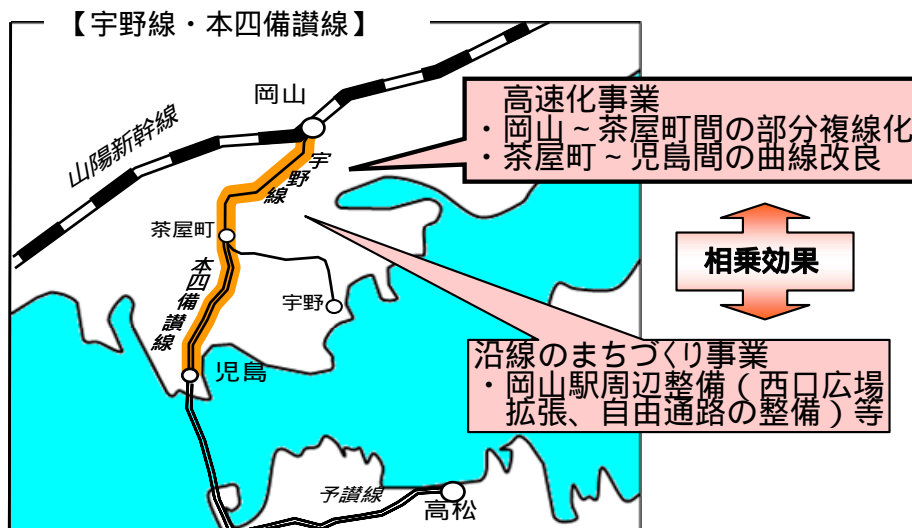 【宇野線・本四備讃線】
岡山
山陽新幹線
宇野線
高速化事業
・岡山~茶屋町間の部分複線化
・茶屋町~児島間の曲線改良
茶屋町
本四備讃線
宇野
相乗効果
児島
沿線のまちづくり事業
・岡山駅周辺整備(西口広場
拡張、自由通路の整備)等
予讃線
高松